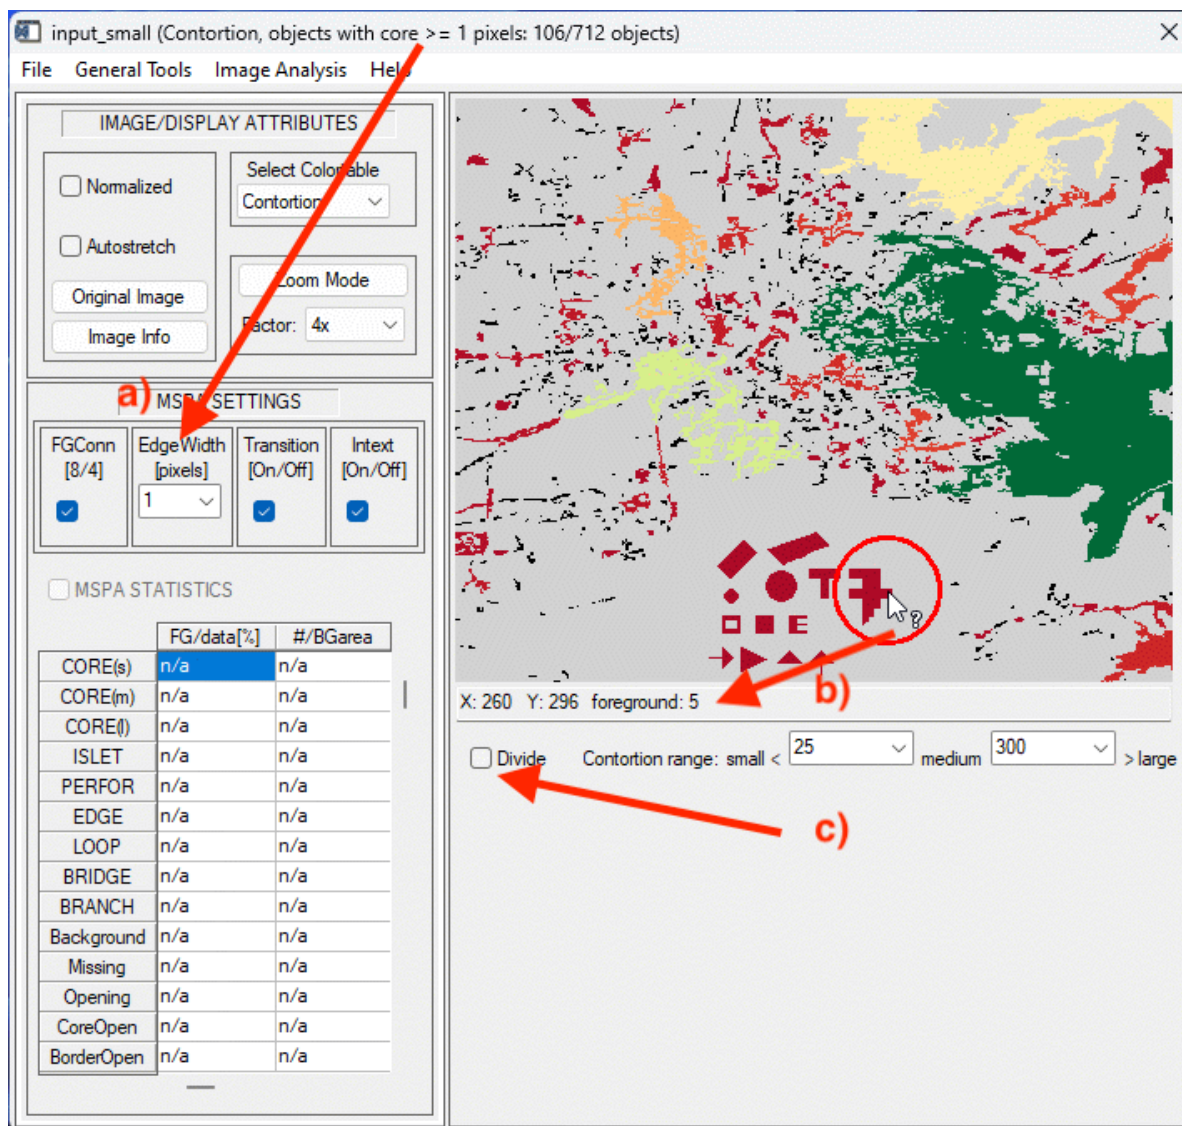 input_small (Contortion, objects with core >= 1 pixels: 106/712 objects)
File General Tools Image Analysis Help
IMAGE/DISPLAY ATTRIBUTES
Normalized
Autostretch
Original Image
Image Info
Select Colortable
Contortion
Zoom Mode
Factor: 4x
a)
MSPA SETTINGS
FGConn [8/4]
EdgeWidth [pixels]
1
Transition [On/Off]
Intext [On/Off]
MSPA STATISTICS
FG/data[%] #/BGarea
CORE(s) n/a n/a
CORE(m) n/a n/a
CORE(l) n/a n/a
ISLET n/a n/a
PERFOR n/a n/a
EDGE n/a n/a
LOOP n/a n/a
BRIDGE n/a n/a
BRANCH n/a n/a
Background n/a n/a
Missing n/a n/a
Opening n/a n/a
CoreOpen n/a n/a
BorderOpen n/a n/a
b)
X: 260 Y: 296 foreground: 5
Divide Contortion range: small < 25 medium 300 > large
c)